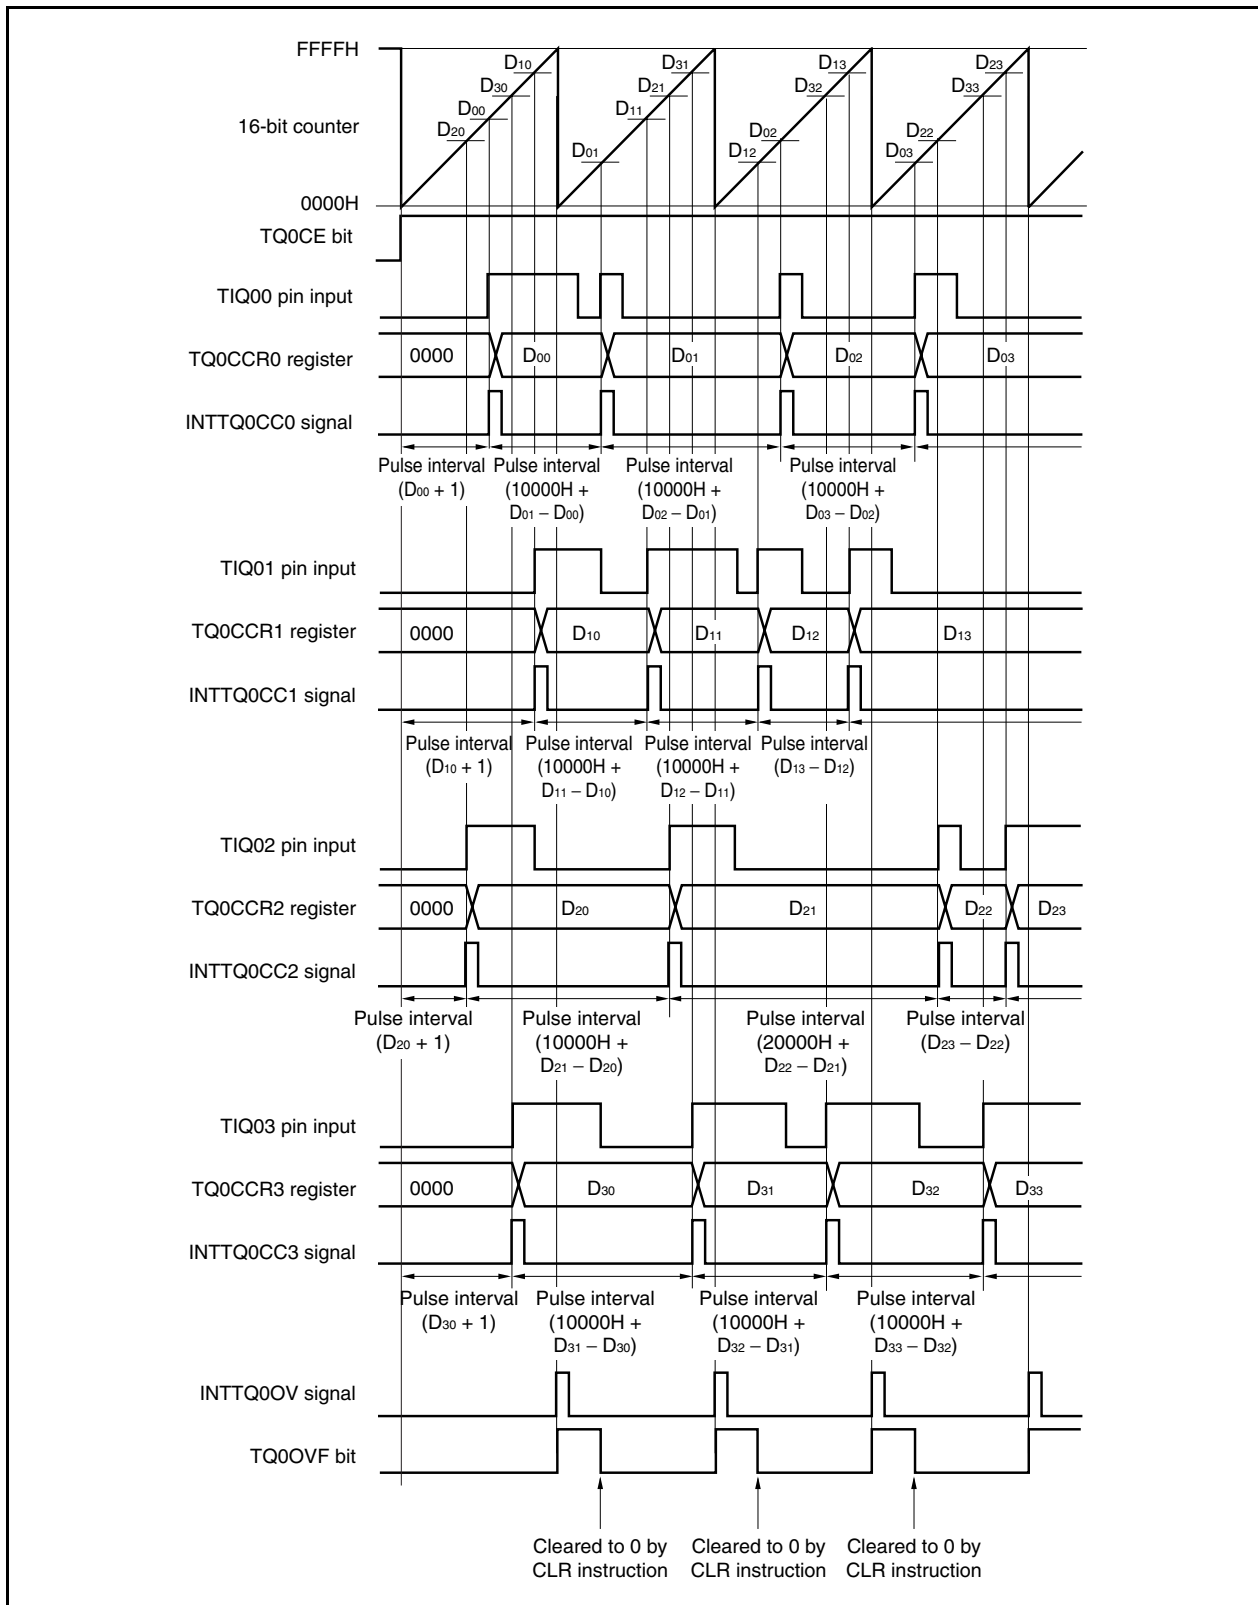 FFFFH
16-bit counter
0000H
D10
D30
D00
D20
D31
D21
D11
D01
D13
D32
D02
D12
D23
D33
D22
D03
TQ0CE bit
TIQ00 pin input
TQ0CCR0 register
0000
D00
D01
D02
D03
INTTQ0CC0 signal
Pulse interval
(D00 + 1)
Pulse interval
(10000H +
D01 – D00)
Pulse interval
(10000H +
D02 – D01)
Pulse interval
(10000H +
D03 – D02)
TIQ01 pin input
TQ0CCR1 register
0000
D10
D11
D12
D13
INTTQ0CC1 signal
Pulse interval
(D10 + 1)
Pulse interval
(10000H +
D11 – D10)
Pulse interval
(10000H +
D12 – D11)
Pulse interval
(D13 – D12)
TIQ02 pin input
TQ0CCR2 register
0000
D20
D21
D22
D23
INTTQ0CC2 signal
Pulse interval
(D20 + 1)
Pulse interval
(10000H +
D21 – D20)
Pulse interval
(20000H +
D22 – D21)
Pulse interval
(D23 – D22)
TIQ03 pin input
TQ0CCR3 register
0000
D30
D31
D32
D33
INTTQ0CC3 signal
Pulse interval
(D30 + 1)
Pulse interval
(10000H +
D31 – D30)
Pulse interval
(10000H +
D32 – D31)
Pulse interval
(10000H +
D33 – D32)
INTTQ0OV signal
TQ0OVF bit
Cleared to 0 by
CLR instruction
Cleared to 0 by
CLR instruction
Cleared to 0 by
CLR instruction